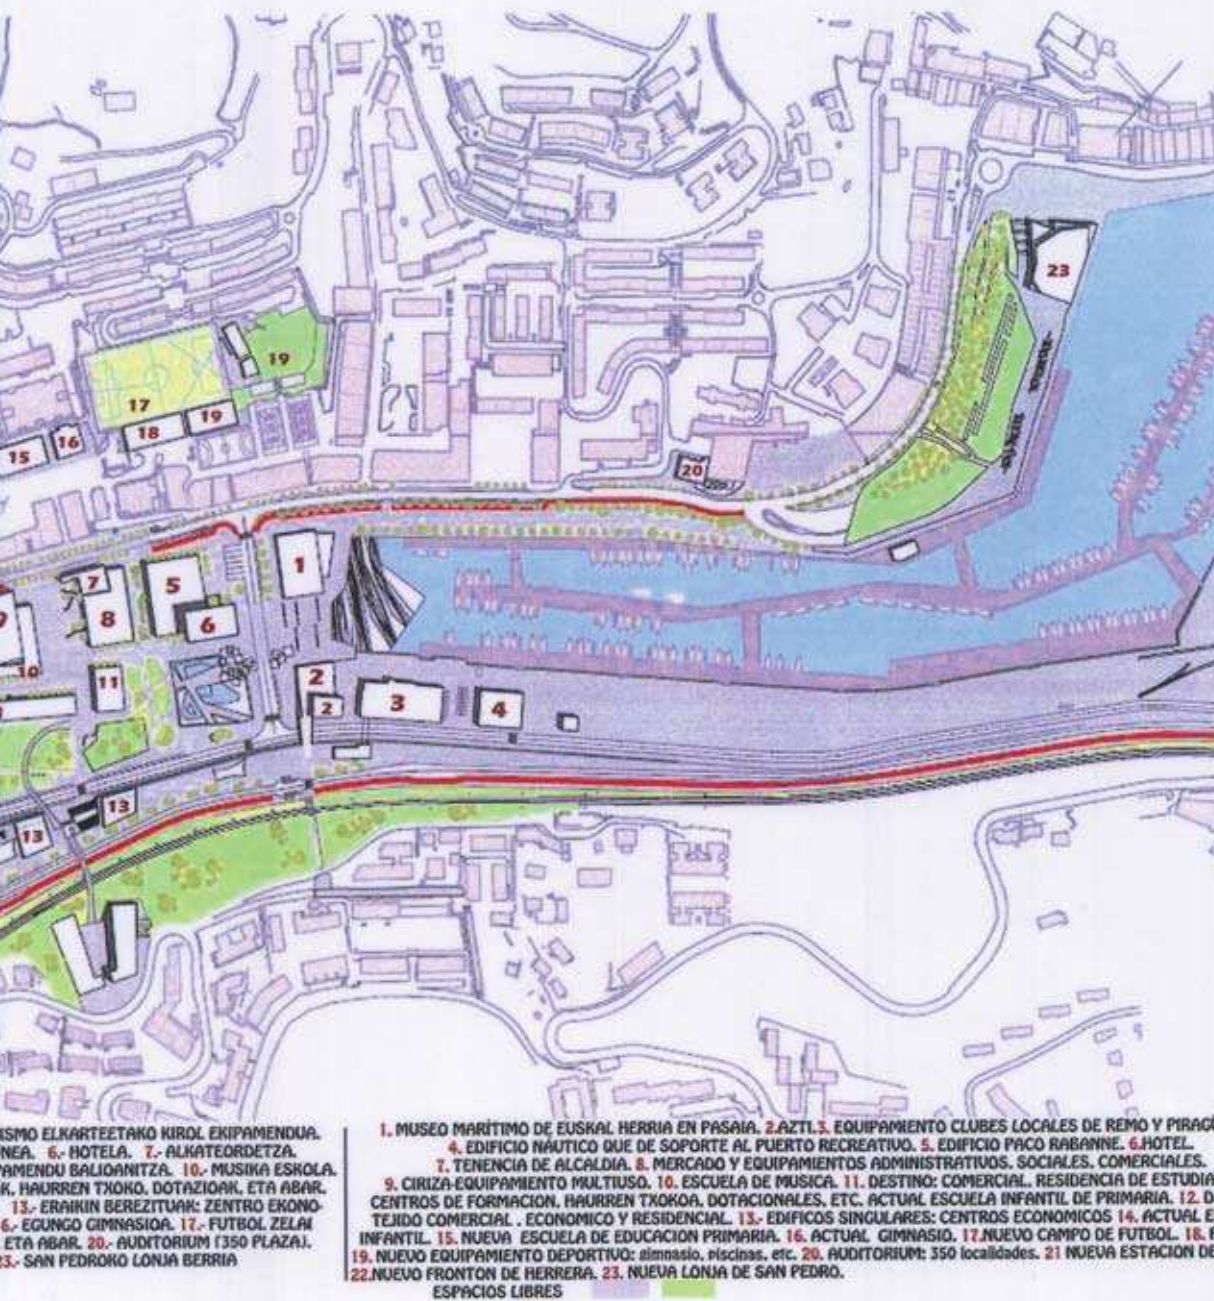 23
19
17
19
18
16
15
20
1
5
7
8
6
9
10
11
2
2
3
4
13
13
ISMO ELKARTEETAKO KIROL EKIPAMENDUA.
NEA. 6.- HOTELA. 7.- ALKATEORDETZA.
PAMENDU BALIOANITZA. 10.- MUSIKA ESKOLA.
K, HAURREN TXOKO, DOTAZIOAK, ETA ABAR.
13.- ERAIKIN BEREZITUAK: ZENTRO EKONO-
6.- EGUNGO GIMNASIOA. 17.- FUTBOL ZELAI
ETA ABAR. 20.- AUDITORIUM (350 PLAZA).
23.- SAN PEDROKO LONJA BERRIA
1. MUSEO MARÍTIMO DE EUSKAL HERRIA EN PASAIA. 2.AZTI.3. EQUIPAMIENTO CLUBES LOCALES DE REMO Y PIRAGÜ
4. EDIFICIO NÁUTICO QUE DE SOPORTE AL PUERTO RECREATIVO. 5. EDIFICIO PACO RABANNE. 6.HOTEL.
7. TENENCIA DE ALCALDIA. 8. MERCADO Y EQUIPAMIENTOS ADMINISTRATIVOS, SOCIALES, COMERCIALES.
9. CIRIZA-EQUIPAMIENTO MULTIUSO. 10. ESCUELA DE MUSICA. 11. DESTINO: COMERCIAL, RESIDENCIA DE ESTUDIA
CENTROS DE FORMACION, HAURREN TXOKOA, DOTACIONALES, ETC. ACTUAL ESCUELA INFANTIL DE PRIMARIA. 12. D
TEJIDO COMERCIAL . ECONOMICO Y RESIDENCIAL. 13.- EDIFICOS SINGULARES: CENTROS ECONOMICOS 14. ACTUAL E
INFANTIL. 15. NUEVA ESCUELA DE EDUCACION PRIMARIA. 16. ACTUAL GIMNASIO. 17.NUEVO CAMPO DE FUTBOL. 18.
19. NUEVO EQUIPAMIENTO DEPORTIVO: gimnasio, piscinas, etc. 20. AUDITORIUM: 350 localidades. 21 NUEVA ESTACION DE
22.NUEVO FRONTON DE HERRERA. 23. NUEVA LONJA DE SAN PEDRO.
ESPACIOS LIBRES